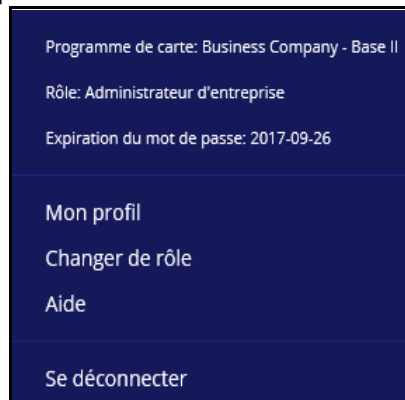 Programme de carte: Business Company - Base II
Rôle: Administrateur d'entreprise
Expiration du mot de passe: 2017-09-26
Mon profil
Changer de rôle
Aide
Se déconnecter